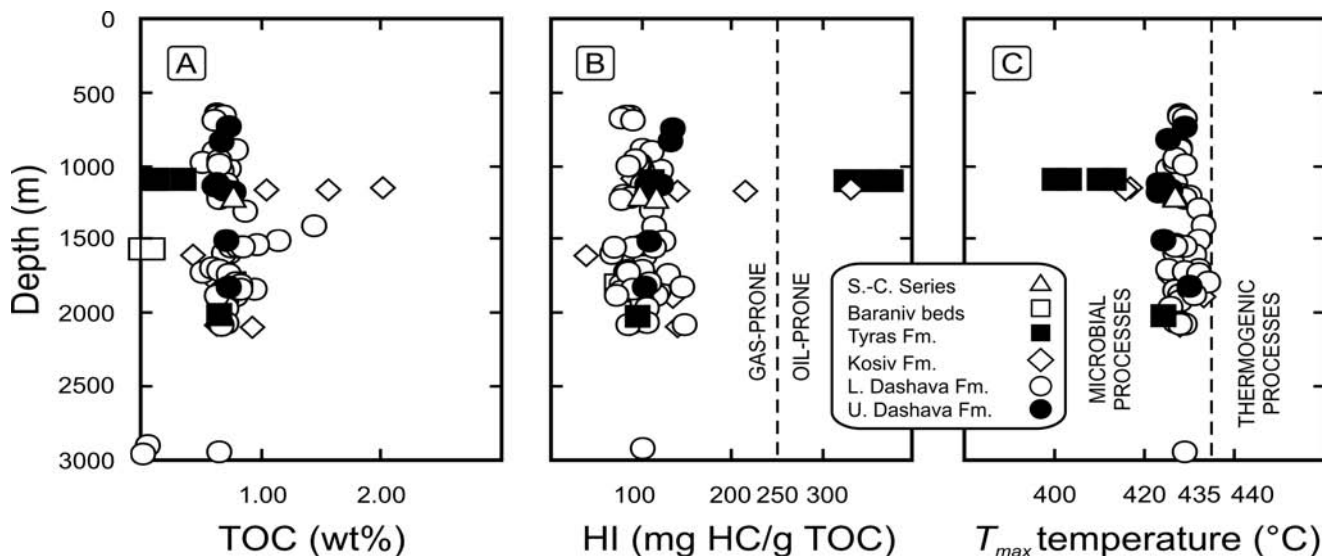 A
B
C
0
500
1000
1500
2000
2500
3000
Depth (m)
1.00 2.00
TOC (wt%)
0
GAS-PRONE
OIL-PRONE
100 200 250 300
HI (mg HC/g TOC)
0
S.-C. Series
Baraniv beds
Tyras Fm.
Kosiv Fm.
L. Dashava Fm.
U. Dashava Fm.
MICROBIAL
PROCESSES
THERMOGENIC
PROCESSES
400 420 435 440
Tmax temperature (°C)